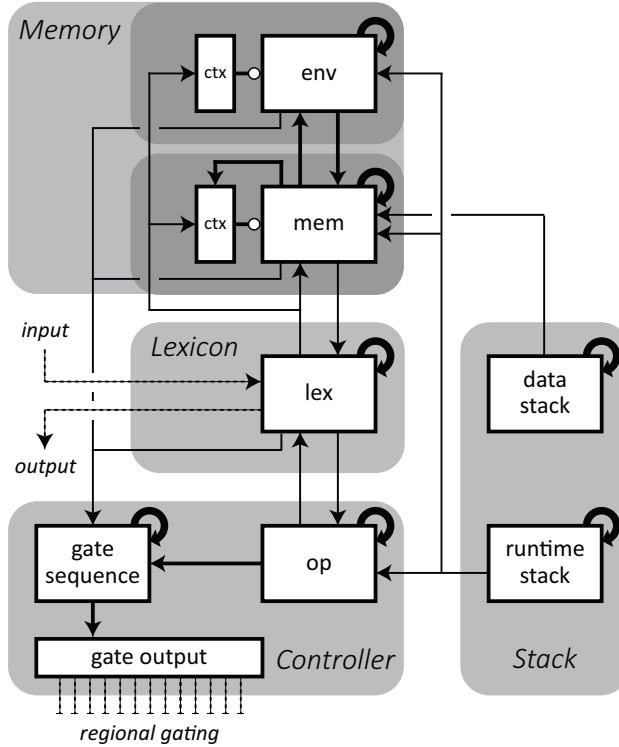 Memory
ctx
env
ctx
mem
input
Lexicon
lex
data
stack
output
gate
sequence
op
runtime
stack
gate output
Controller
Stack
regional gating